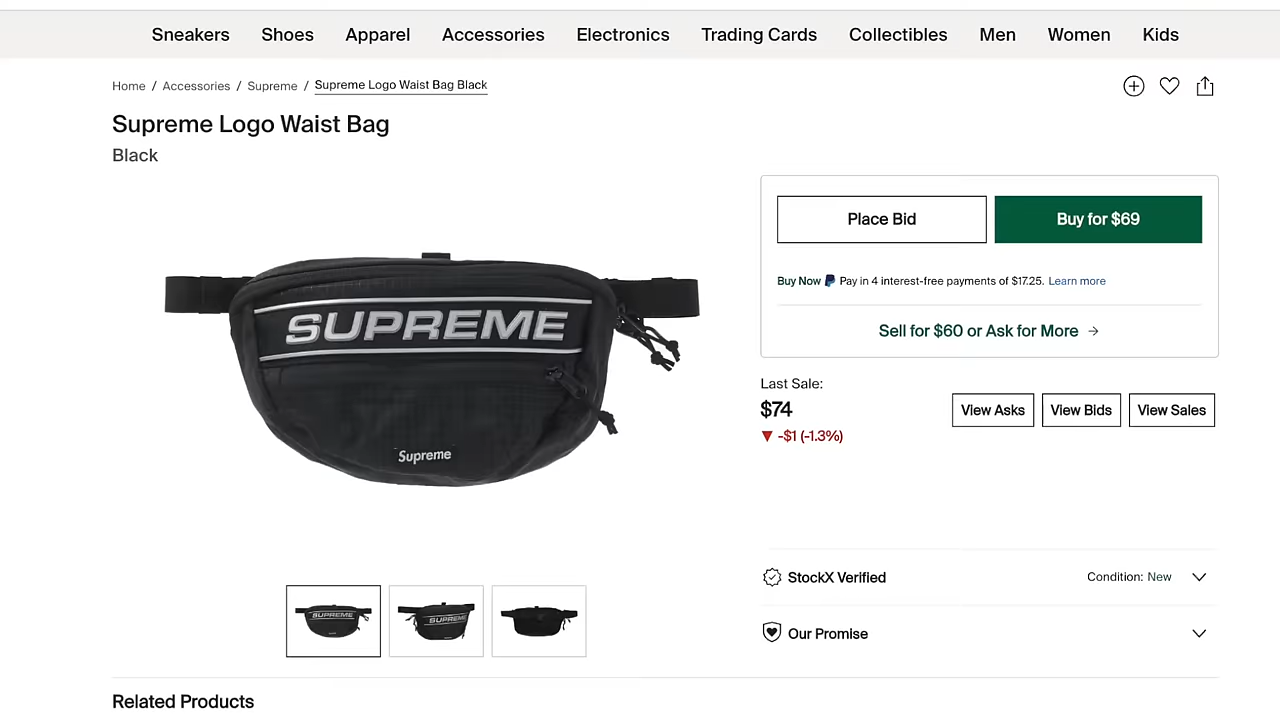 Sneakers Shoes Apparel Accessories Electronics Trading Cards Collectibles Men Women Kids
Home / Accessories / Supreme / Supreme Logo Waist Bag Black
Supreme Logo Waist Bag
Black
Place Bid
Buy for $69
Buy Now Pay in 4 interest-free payments of $17.25. Learn more
Sell for $60 or Ask for More
SUPREME
Supreme
Last Sale:
$74
-$1 (-1.3%)
View Asks
View Bids
View Sales
StockX Verified
Condition: New
Our Promise
SUPREME
SUPREME
Related Products